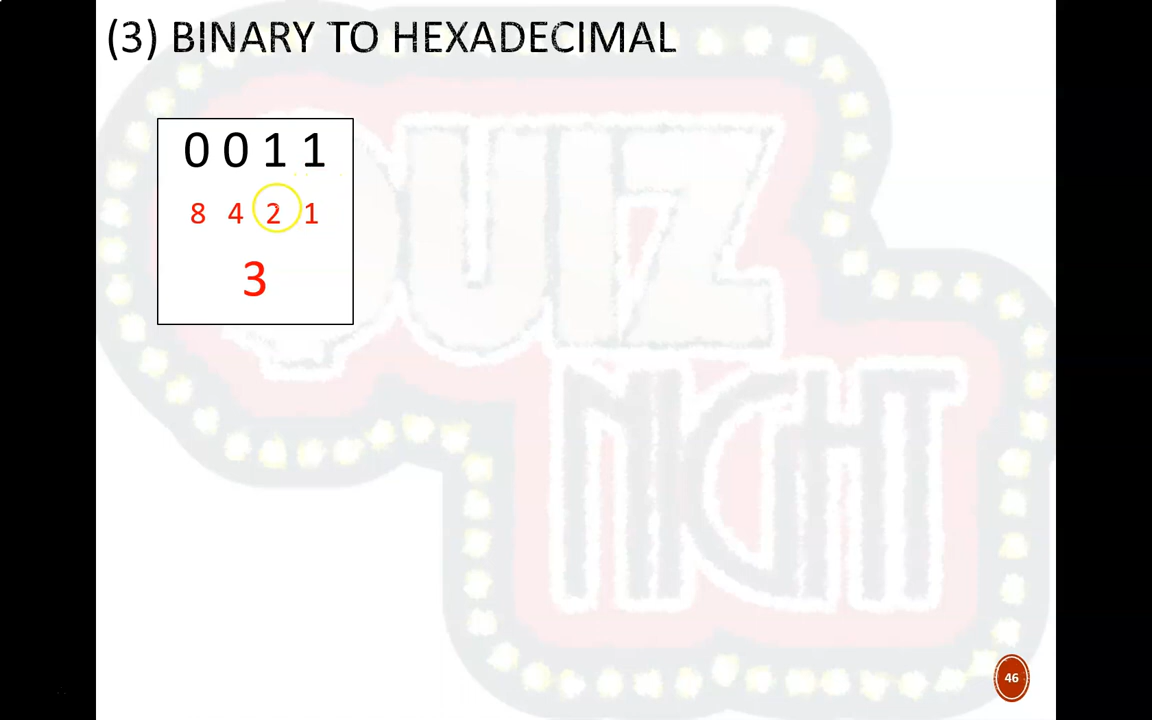 (3) BINARY TO HEXADECIMAL
0 0 1 1
8 4 2 1
3
QUIZ
NIGHT
46